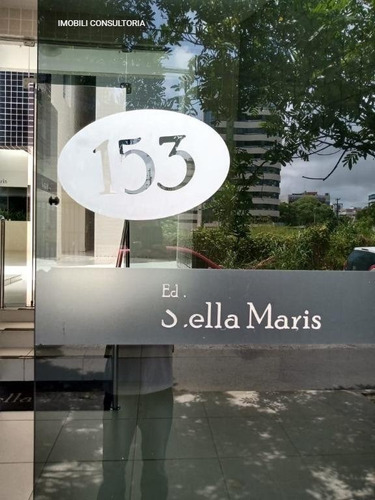 IMOBILI CONSULTORIA
153
Ed.
S.ella Maris